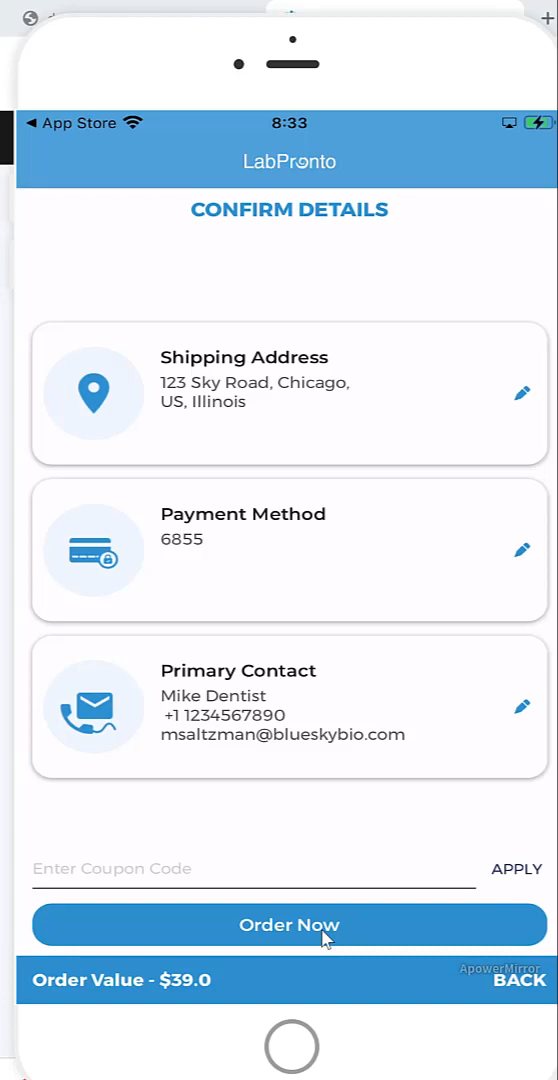 App Store
8:33
LabPronto
CONFIRM DETAILS
Shipping Address
123 Sky Road, Chicago,
US, Illinois
Payment Method
6855
Primary Contact
Mike Dentist
+1 1234567890
msaltzman@blueskybio.com
Enter Coupon Code
APPLY
Order Now
ApowerMirror
Order Value - $39.0
BACK